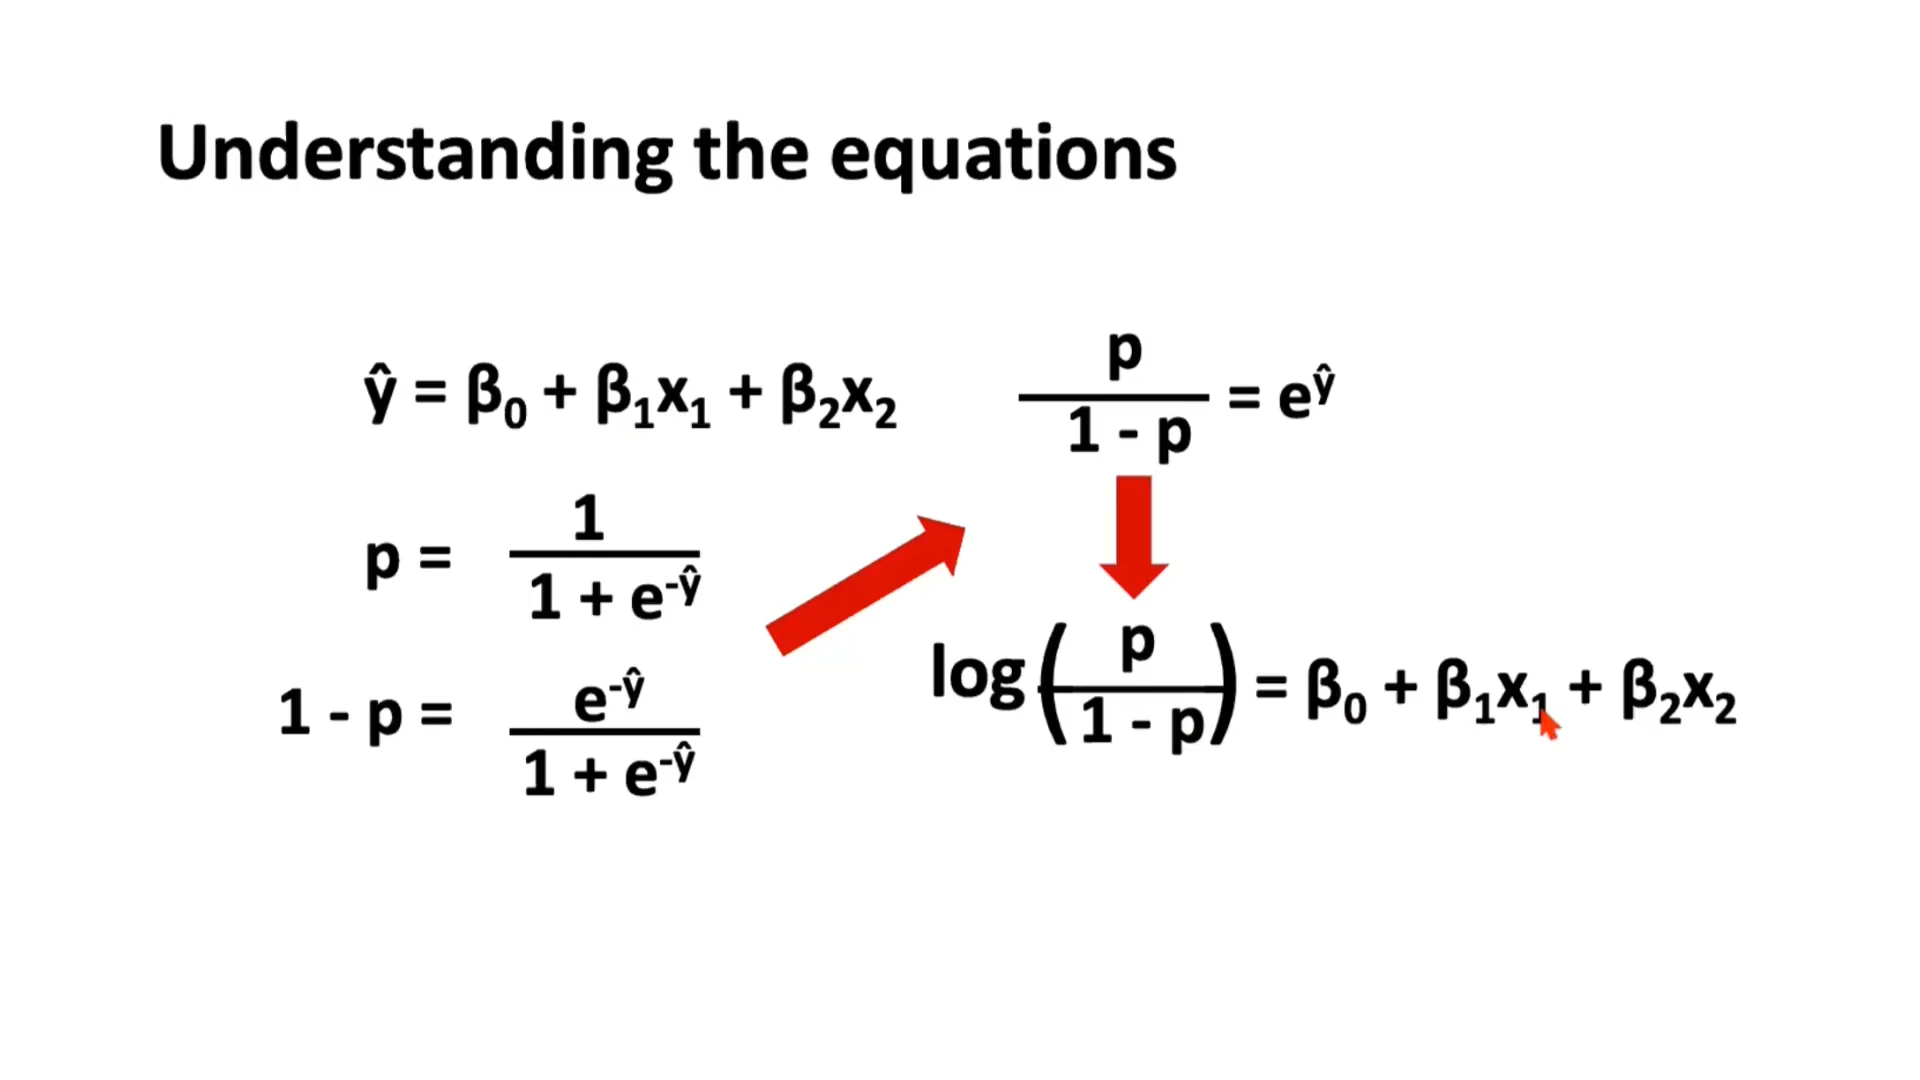 Understanding the equations
ŷ = β₀ + β₁x₁ + β₂x₂
p = 1 / (1 + e^-ŷ)
1 - p = e^-ŷ / (1 + e^-ŷ)
p / (1 - p) = e^ŷ
log(p / (1 - p)) = β₀ + β₁x₁ + β₂x₂